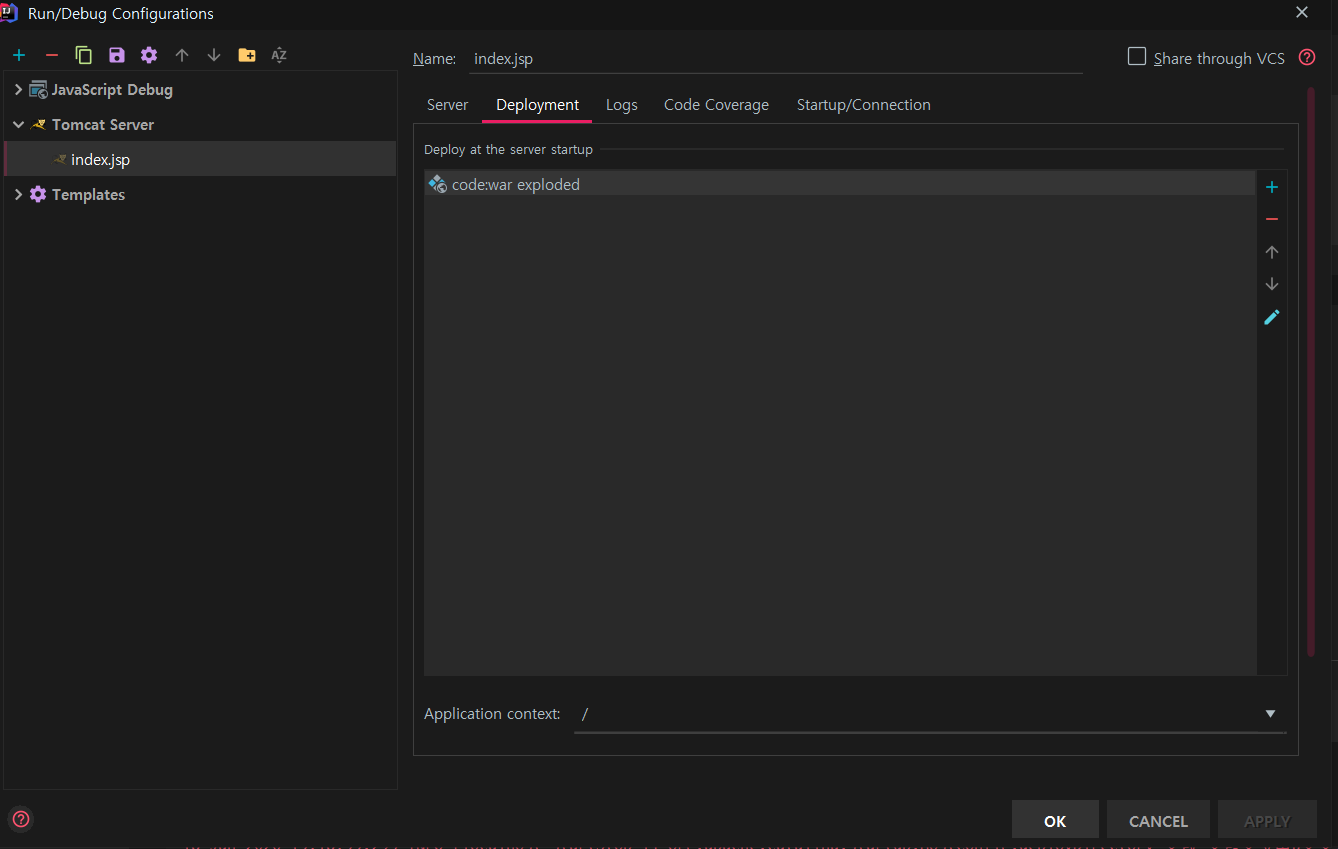 Run/Debug Configurations
Name: index.jsp
Share through VCS
JavaScript Debug
Tomcat Server
index.jsp
Templates
Server Deployment Logs Code Coverage Startup/Connection
Deploy at the server startup
code:war exploded
Application context: /
OK CANCEL APPLY